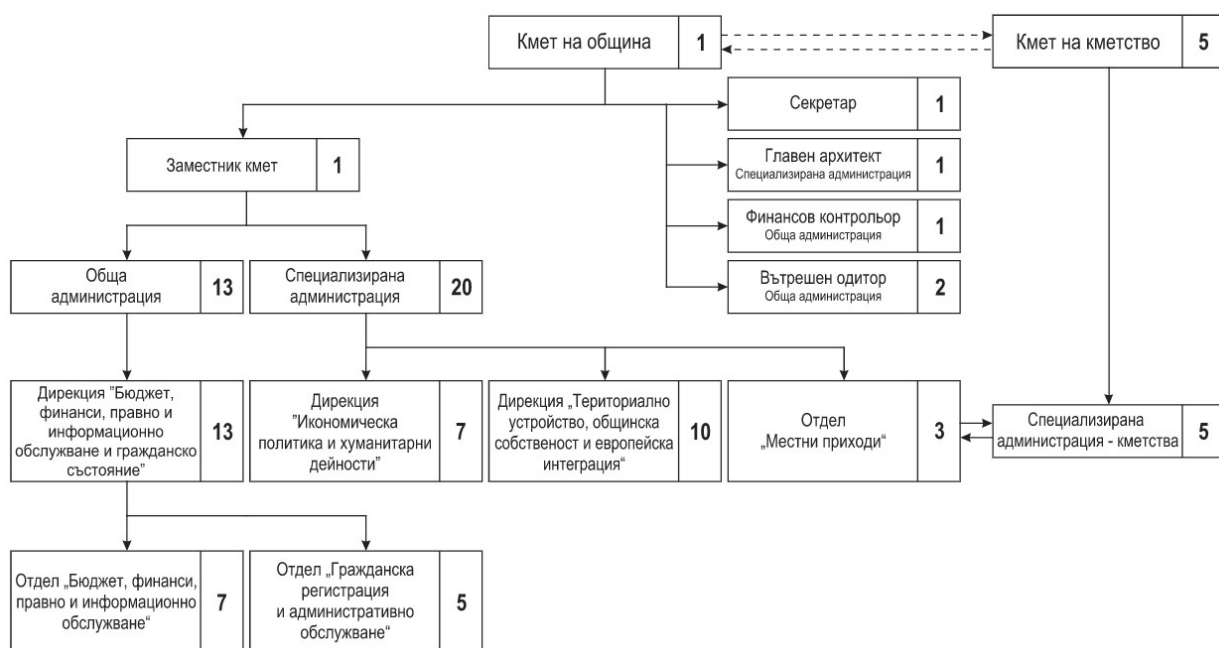 Кмет на община
1
Кмет на кметство
5
Секретар
1
Заместник кмет
1
Главен архитект
Специализирана администрация
1
Финансов контрольор
Обща администрация
1
Обща
администрация
13
Специализирана
администрация
20
Вътрешен одитор
Обща администрация
2
Дирекция ”Бюджет,
финанси, правно и
информационно
обслужване и гражданско
състояние”
13
Дирекция
”Икономическа
политика и хуманитарни
дейности”
7
Дирекция „Териториално
устройство, общинска
собственост и европейска
интеграция“
10
Отдел
„Местни приходи“
3
Специализирана
администрация - кметства
5
Отдел „Бюджет, финанси,
правно и информационно
обслужване“
7
Отдел „Гражданска
регистрация
и административно
обслужване“
5